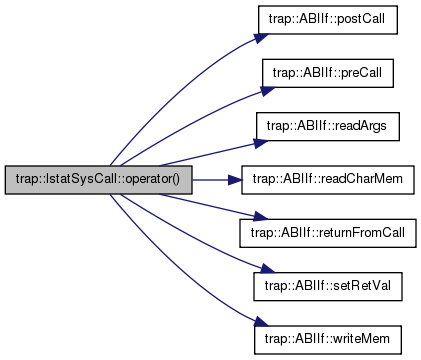 trap::ABIIf::postCall
trap::ABIIf::preCall
trap::ABIIf::readArgs
trap::lstatSysCall::operator()
trap::ABIIf::readCharMem
trap::ABIIf::returnFromCall
trap::ABIIf::setRetVal
trap::ABIIf::writeMem